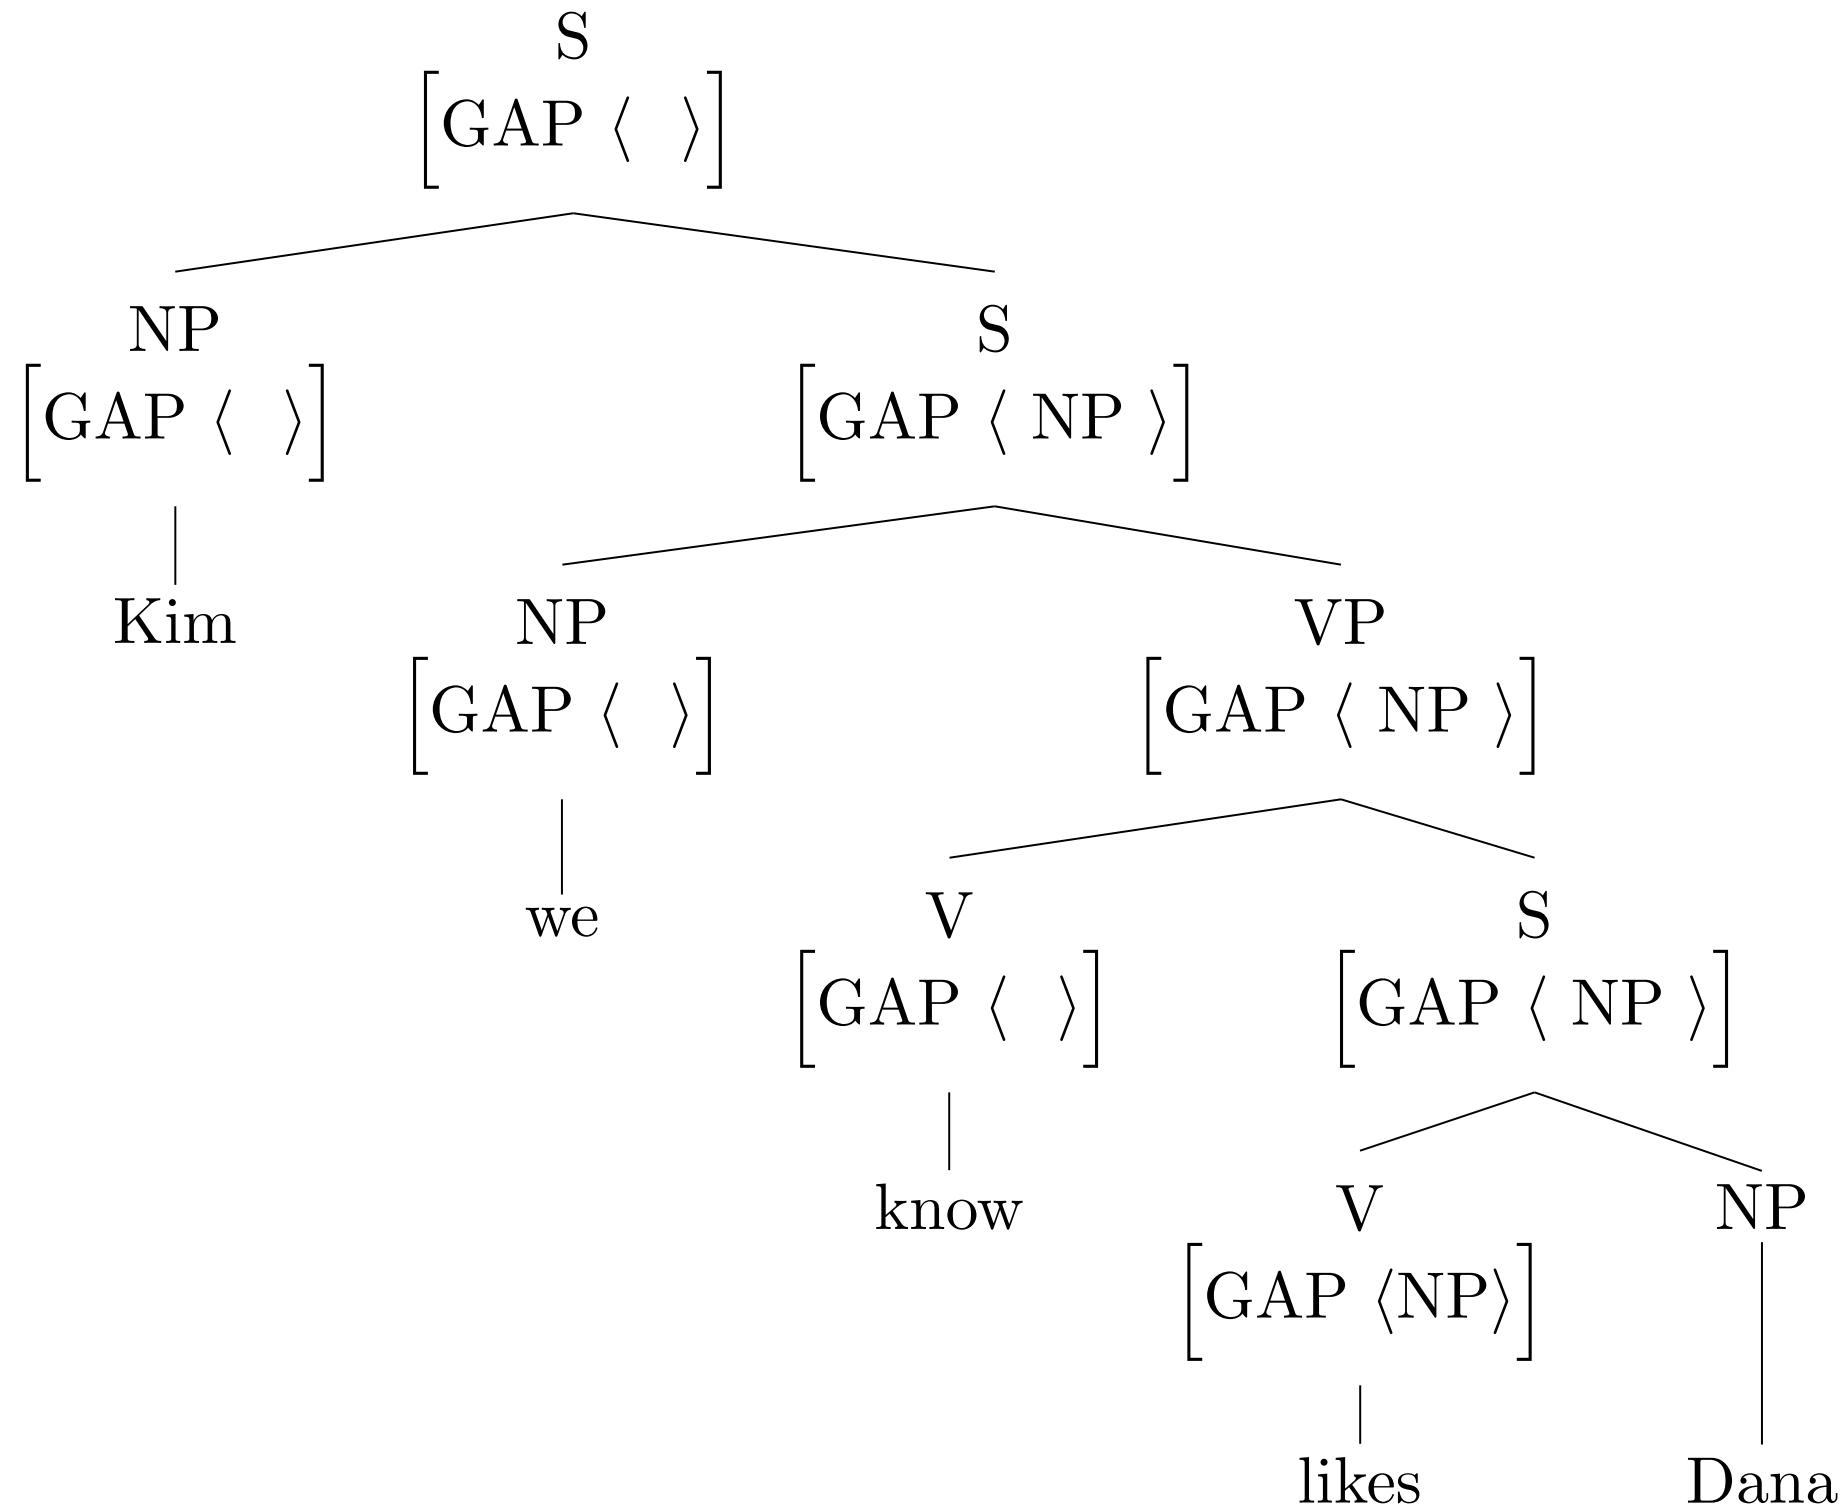 S
[GAP ⟨ ⟩]
NP S
[GAP ⟨ ⟩] [GAP ⟨ NP ⟩]
Kim NP VP
[GAP ⟨ ⟩] [GAP ⟨ NP ⟩]
we V S
[GAP ⟨ ⟩] [GAP ⟨ NP ⟩]
know V NP
[GAP ⟨NP⟩]
likes Dana